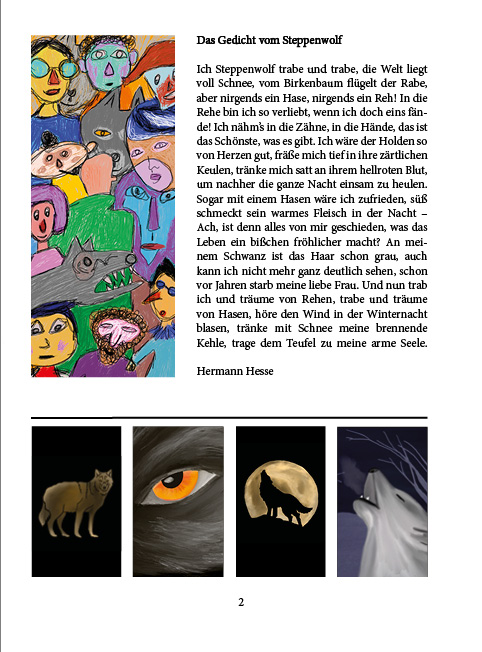 Das Gedicht vom Steppenwolf
Ich Steppenwolf trabe und trabe, die Welt liegt
voll Schnee, vom Birkenbaum flügelt der Rabe,
aber nirgends ein Hase, nirgends ein Reh! In die
Rehe bin ich so verliebt, wenn ich doch eins fän-
de! Ich nähm's in die Zähne, in die Hände, das ist
das Schönste, was es gibt. Ich wäre der Holden so
von Herzen gut, fräße mich tief in ihre zärtlichen
Keulen, tränke mich satt an ihrem hellroten Blut,
um nachher die ganze Nacht einsam zu heulen.
Sogar mit einem Hasen wäre ich zufrieden, süß
schmeckt sein warmes Fleisch in der Nacht –
Ach, ist denn alles von mir geschieden, was das
Leben ein bißchen fröhlicher macht? An mei-
nem Schwanz ist das Haar schon grau, auch
kann ich nicht mehr ganz deutlich sehen, schon
vor Jahren starb meine liebe Frau. Und nun trab
ich und träume von Rehen, trabe und träume
von Hasen, höre den Wind in der Winternacht
blasen, tränke mit Schnee meine brennende
Kehle, trage dem Teufel zu meine arme Seele.
Hermann Hesse
2